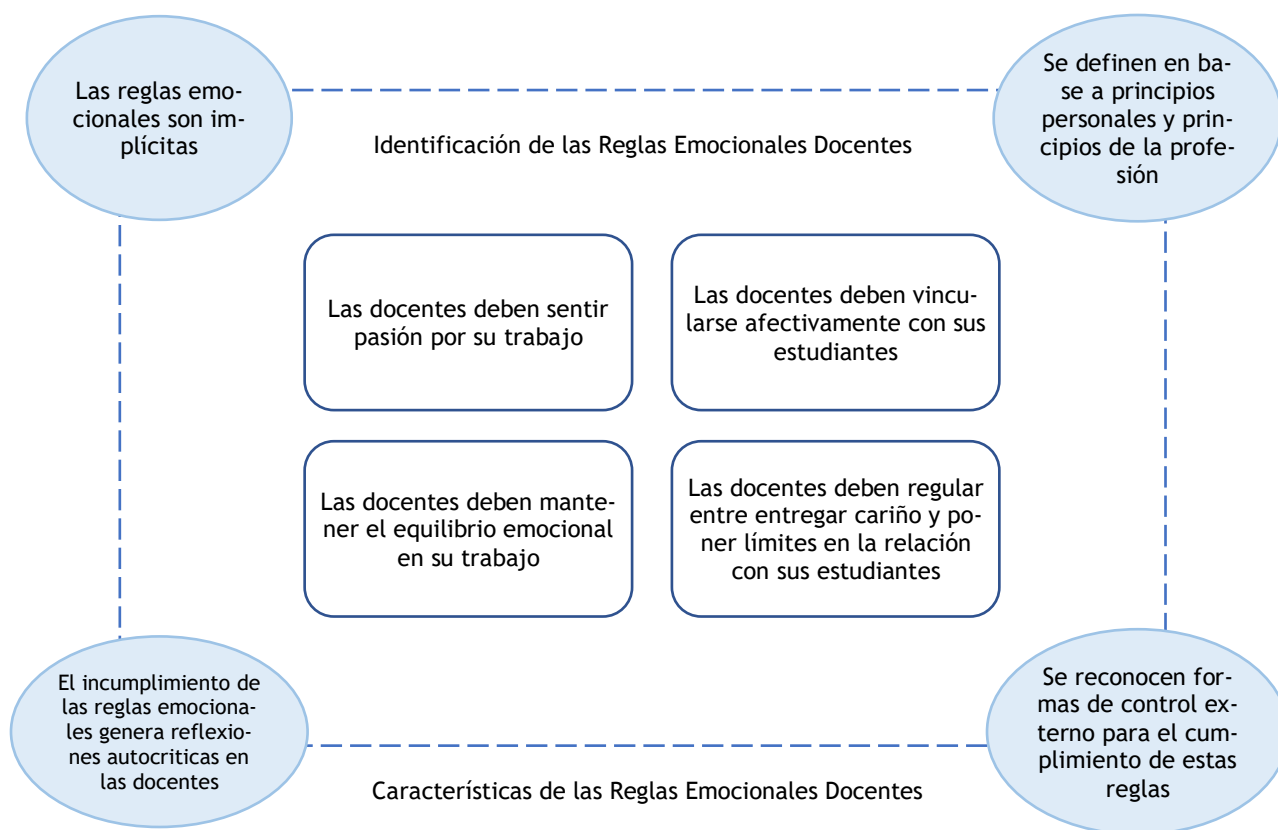 Las reglas emo-
cionales son im-
plícitas
Se definen en ba-
se a principios
personales y prin-
cipios de la profe-
sión
Identificación de las Reglas Emocionales Docentes
Las docentes deben sentir
pasión por su trabajo
Las docentes deben vincu-
larse afectivamente con sus
estudiantes
Las docentes deben mante-
ner el equilibrio emocional
en su trabajo
Las docentes deben regular
entre entregar cariño y po-
ner límites en la relación
con sus estudiantes
El incumplimiento de
las reglas emociona-
les genera reflexio-
nes autocriticas en
las docentes
Se reconocen for-
mas de control ex-
terno para el cum-
plimiento de estas
reglas
Características de las Reglas Emocionales Docentes